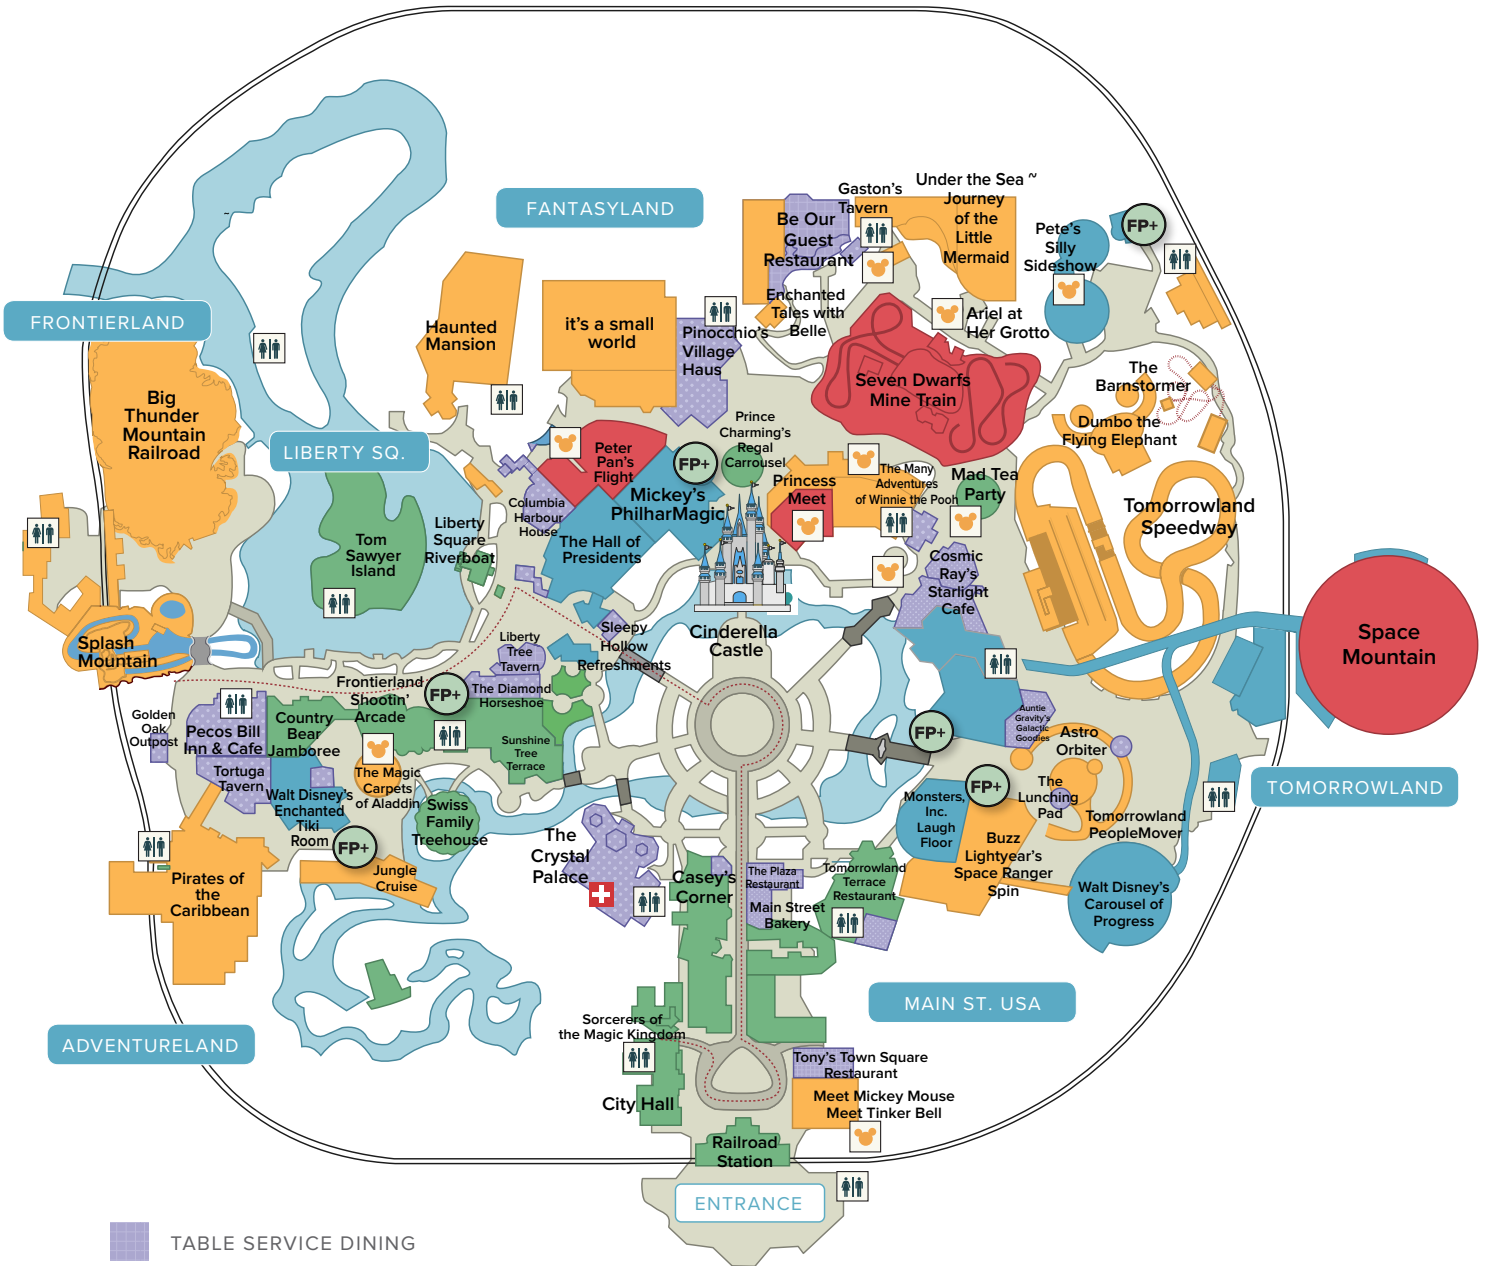 Under the Sea ~
Journey
of the
Little
Mermaid
Gaston's
Tavern
FANTASYLAND
Be Our
Guest
Restaurant
Pete's
Silly
Sideshow
FP+
Enchanted
Tales with
Belle
Ariel at
Her Grotto
FRONTIERLAND
Haunted
Mansion
it's a small
world
Pinocchio's
Village
Haus
Seven Dwarfs
Mine Train
The
Barnstormer
Dumbo the
Flying Elephant
Big
Thunder
Mountain
Railroad
LIBERTY SQ.
Prince
Charming's
Regal
Carrousel
Peter
Pan's
Flight
FP+
Mickey's
PhilharMagic
Princess
Meet
The Many
Adventures
of Winnie the Pooh
Mad Tea
Party
Tomorrowland
Speedway
Columbia
Harbour
House
The Hall of
Presidents
Liberty
Square
Riverboat
Tom
Sawyer
Island
Cosmic
Ray's
Starlight
Cafe
Splash
Mountain
Cinderella
Castle
Sleepy
Hollow
Refreshments
Liberty
Tree
Tavern
Space
Mountain
Frontierland
Shootin'
Arcade
FP+
The Diamond
Horseshoe
Golden
Oak
Outpost
Pecos Bill
Inn & Cafe
Country
Bear
Jamboree
Sunshine
Tree
Terrace
Auntie
Gravity's
Galactic
Goodies
FP+
Astro
Orbiter
Tortuga
Tavern
The Magic
Carpets
of Aladdin
Walt Disney's
Enchanted
Tiki
Room
Swiss
Family
Treehouse
FP+
FP+
The
Lunching
Pad
TOMORROWLAND
Monsters,
Inc.
Laugh
Floor
Tomorrowland
PeopleMover
Buzz
Lightyear's
Space Ranger
Spin
The
Crystal
Palace
Casey's
Corner
The Plaza
Restaurant
Tomorrowland
Terrace
Restaurant
Main Street
Bakery
Jungle
Cruise
Pirates of
the
Caribbean
Walt Disney's
Carousel of
Progress
MAIN ST. USA
ADVENTURELAND
Sorcerers of
the Magic Kingdom
Tony's Town Square
Restaurant
City Hall
Meet Mickey Mouse
Meet Tinker Bell
Railroad
Station
ENTRANCE
TABLE SERVICE DINING